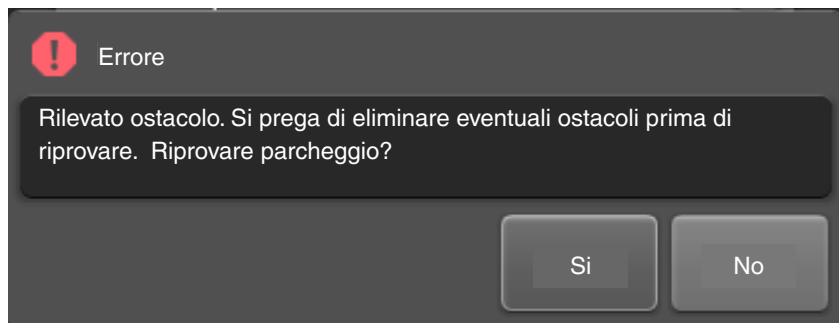 Errore
Rilevato ostacolo. Si prega di eliminare eventuali ostacoli prima di
riprovare.  Riprovare parcheggio?
Si
No